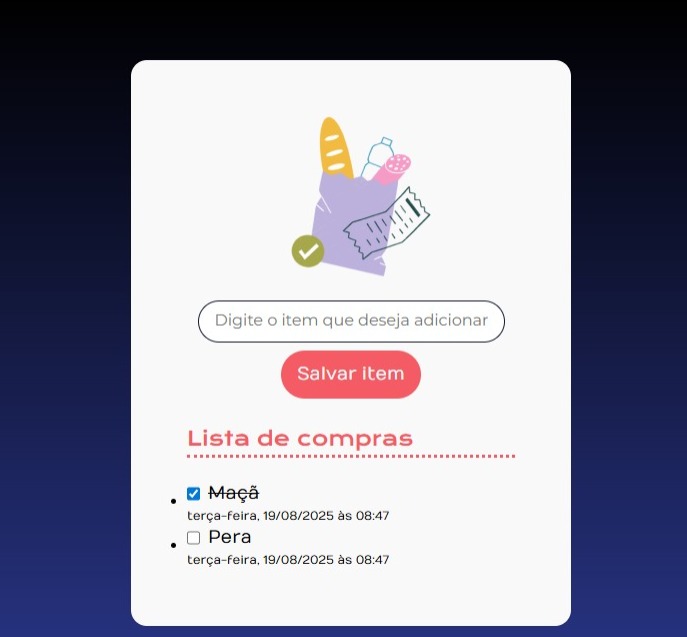 Digite o item que deseja adicionar
Salvar item
Lista de compras
Maçã
terça-feira, 19/08/2025 às 08:47
Pera
terça-feira, 19/08/2025 às 08:47